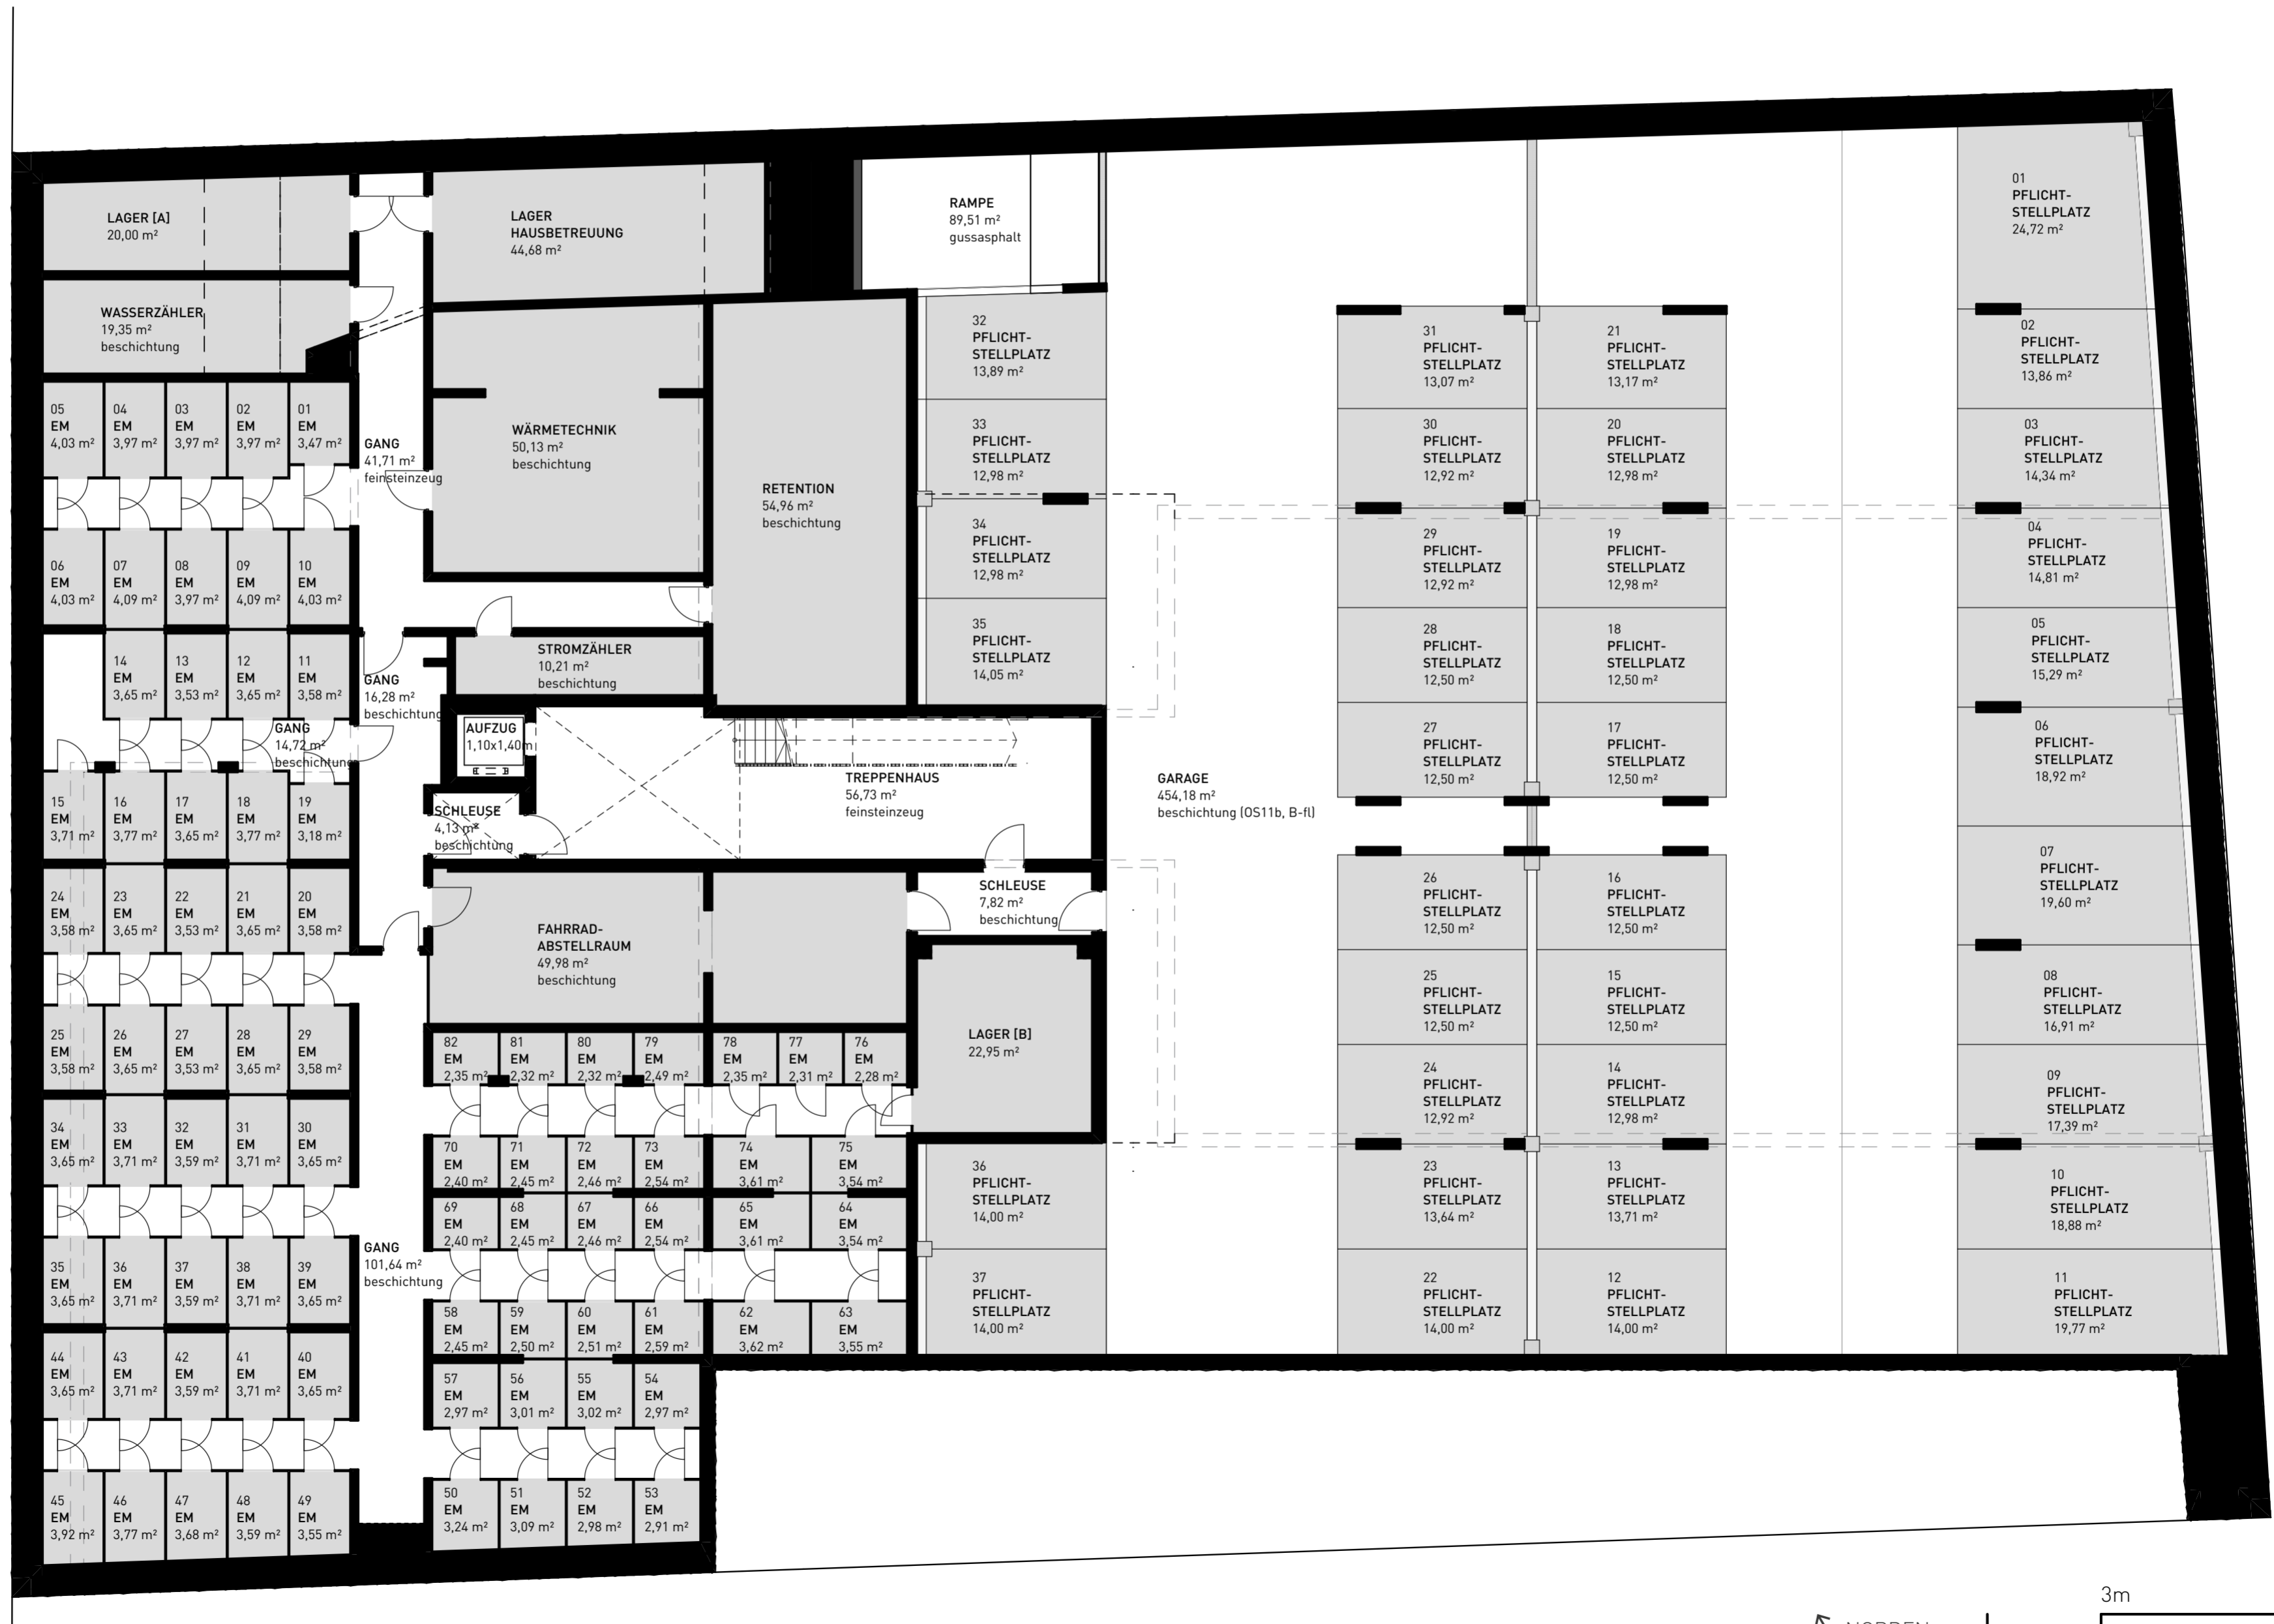 LAGER [A]
20,00 m²
LAGER
HAUSBETREUUNG
44,68 m²
RAMPE
89,51 m²
gussasphalt
WASSERZÄHLER
19,35 m²
beschichtung
05
EM
4,03 m²
04
EM
3,97 m²
03
EM
3,97 m²
02
EM
3,97 m²
01
EM
3,47 m²
GANG
41,71 m²
feinsteinzeug
WÄRMETECHNIK
50,13 m²
beschichtung
RETENTION
54,96 m²
beschichtung
06
EM
4,03 m²
07
EM
4,09 m²
08
EM
3,97 m²
09
EM
4,09 m²
10
EM
4,03 m²
14
EM
3,65 m²
13
EM
3,53 m²
12
EM
3,65 m²
11
EM
3,58 m²
GANG
16,28 m²
beschichtung
STROMZÄHLER
10,21 m²
beschichtung
GANG
14,72 m²
beschichtung
AUFZUG
1,10x1,40m
TREPPENHAUS
56,73 m²
feinsteinzeug
SCHLEUSE
4,13 m²
beschichtung
15
EM
3,71 m²
16
EM
3,77 m²
17
EM
3,65 m²
18
EM
3,77 m²
19
EM
3,18 m²
24
EM
3,58 m²
23
EM
3,65 m²
22
EM
3,53 m²
21
EM
3,65 m²
20
EM
3,58 m²
FAHRRAD-
ABSTELLRAUM
49,98 m²
beschichtung
SCHLEUSE
7,82 m²
beschichtung
LAGER [B]
22,95 m²
25
EM
3,58 m²
26
EM
3,65 m²
27
EM
3,53 m²
28
EM
3,65 m²
29
EM
3,58 m²
82
EM
2,35 m²
81
EM
2,32 m²
80
EM
2,32 m²
79
EM
2,49 m²
78
EM
2,35 m²
77
EM
2,31 m²
76
EM
2,28 m²
34
EM
3,65 m²
33
EM
3,71 m²
32
EM
3,59 m²
31
EM
3,71 m²
30
EM
3,65 m²
70
EM
2,40 m²
71
EM
2,45 m²
72
EM
2,46 m²
73
EM
2,54 m²
74
EM
3,61 m²
75
EM
3,54 m²
69
EM
2,40 m²
68
EM
2,45 m²
67
EM
2,46 m²
66
EM
2,54 m²
65
EM
3,61 m²
64
EM
3,54 m²
GANG
101,64 m²
beschichtung
35
EM
3,65 m²
36
EM
3,71 m²
37
EM
3,59 m²
38
EM
3,71 m²
39
EM
3,65 m²
58
EM
2,45 m²
59
EM
2,50 m²
60
EM
2,51 m²
61
EM
2,59 m²
62
EM
3,62 m²
63
EM
3,55 m²
44
EM
3,65 m²
43
EM
3,71 m²
42
EM
3,59 m²
41
EM
3,71 m²
40
EM
3,65 m²
57
EM
2,97 m²
56
EM
3,01 m²
55
EM
3,02 m²
54
EM
2,97 m²
45
EM
3,92 m²
46
EM
3,77 m²
47
EM
3,68 m²
48
EM
3,59 m²
49
EM
3,55 m²
50
EM
3,24 m²
51
EM
3,09 m²
52
EM
2,98 m²
53
EM
2,91 m²
32
PFLICHT-
STELLPLATZ
13,89 m²
33
PFLICHT-
STELLPLATZ
12,98 m²
34
PFLICHT-
STELLPLATZ
12,98 m²
35
PFLICHT-
STELLPLATZ
14,05 m²
36
PFLICHT-
STELLPLATZ
14,00 m²
37
PFLICHT-
STELLPLATZ
14,00 m²
GARAGE
454,18 m²
beschichtung (OS11b, B-fl)
31
PFLICHT-
STELLPLATZ
13,07 m²
30
PFLICHT-
STELLPLATZ
12,92 m²
29
PFLICHT-
STELLPLATZ
12,92 m²
28
PFLICHT-
STELLPLATZ
12,50 m²
27
PFLICHT-
STELLPLATZ
12,50 m²
26
PFLICHT-
STELLPLATZ
12,50 m²
25
PFLICHT-
STELLPLATZ
12,50 m²
24
PFLICHT-
STELLPLATZ
12,92 m²
23
PFLICHT-
STELLPLATZ
13,64 m²
22
PFLICHT-
STELLPLATZ
14,00 m²
21
PFLICHT-
STELLPLATZ
13,17 m²
20
PFLICHT-
STELLPLATZ
12,98 m²
19
PFLICHT-
STELLPLATZ
12,98 m²
18
PFLICHT-
STELLPLATZ
12,50 m²
17
PFLICHT-
STELLPLATZ
12,50 m²
16
PFLICHT-
STELLPLATZ
12,50 m²
15
PFLICHT-
STELLPLATZ
12,50 m²
14
PFLICHT-
STELLPLATZ
12,98 m²
13
PFLICHT-
STELLPLATZ
13,71 m²
12
PFLICHT-
STELLPLATZ
14,00 m²
01
PFLICHT-
STELLPLATZ
24,72 m²
02
PFLICHT-
STELLPLATZ
13,86 m²
03
PFLICHT-
STELLPLATZ
14,34 m²
04
PFLICHT-
STELLPLATZ
14,81 m²
05
PFLICHT-
STELLPLATZ
15,29 m²
06
PFLICHT-
STELLPLATZ
18,92 m²
07
PFLICHT-
STELLPLATZ
19,60 m²
08
PFLICHT-
STELLPLATZ
16,91 m²
09
PFLICHT-
STELLPLATZ
17,39 m²
10
PFLICHT-
STELLPLATZ
18,88 m²
11
PFLICHT-
STELLPLATZ
19,77 m²
3m